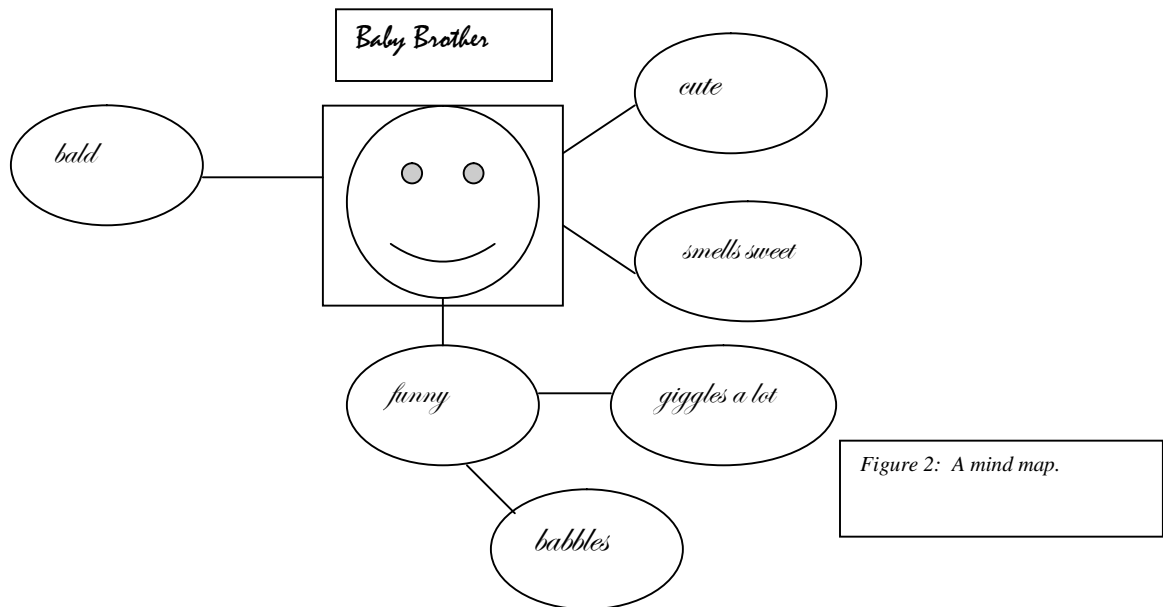 Baby Brother
cute
bald
smells sweet
funny
giggles a lot
Figure 2:  A mind map.
babbles